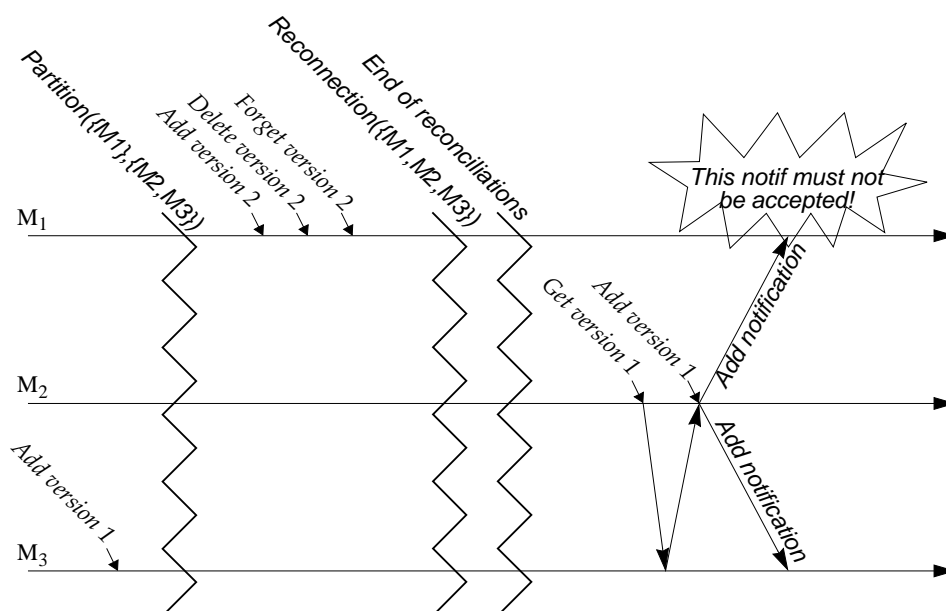 Partition({M1},{M2,M3})
Add version 2
Delete version 2
Forget version 2
Reconnection({M1,M2,M3})
End of reconciliations
This notif must not
be accepted!
M1
Get version 1
Add version 1
Add notification
M2
Add notification
Add version 1
M3